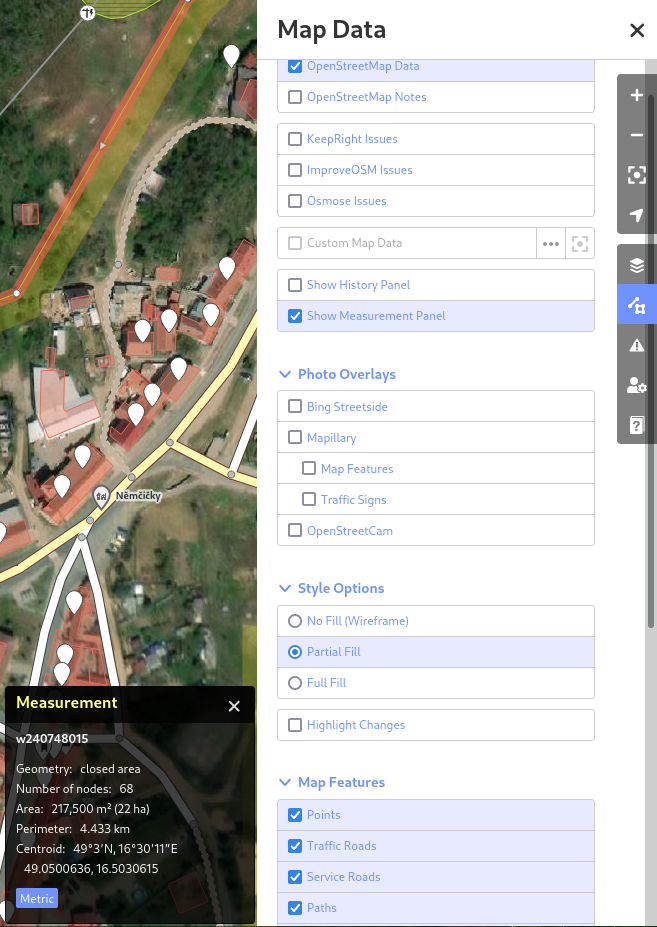 Map Data
OpenStreetMap Data
OpenStreetMap Notes
KeepRight Issues
ImproveOSM Issues
Osmose Issues
Custom Map Data
Show History Panel
Show Measurement Panel
Photo Overlays
Bing Streetside
Mapillary
Map Features
Traffic Signs
OpenStreetCam
Style Options
No Fill (Wireframe)
Partial Fill
Full Fill
Highlight Changes
Map Features
Points
Traffic Roads
Service Roads
Paths
Němčičky
Measurement
w240748015
Geometry: closed area
Number of nodes: 68
Area: 217,500 m² (22 ha)
Perimeter: 4.433 km
Centroid: 49°3′N, 16°30′11″E
49.0500636, 16.5030615
Metric